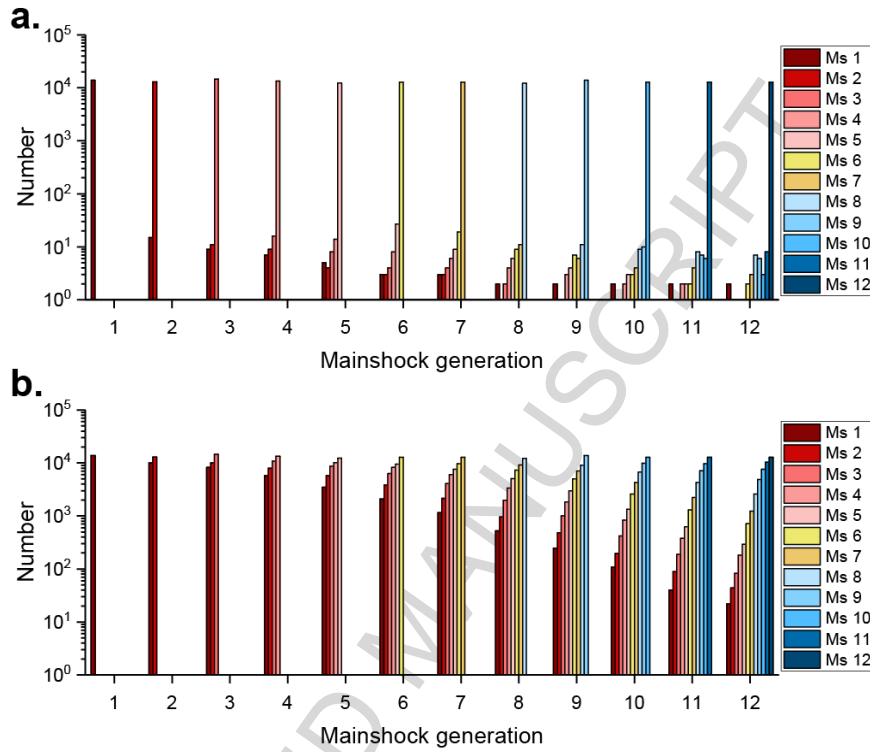 a.
10^5
10^4
10^3
10^2
10^1
10^0
Number
1 2 3 4 5 6 7 8 9 10 11 12
Mainshock generation
Ms 1
Ms 2
Ms 3
Ms 4
Ms 5
Ms 6
Ms 7
Ms 8
Ms 9
Ms 10
Ms 11
Ms 12
b.
10^5
10^4
10^3
10^2
10^1
10^0
Number
1 2 3 4 5 6 7 8 9 10 11 12
Mainshock generation
Ms 1
Ms 2
Ms 3
Ms 4
Ms 5
Ms 6
Ms 7
Ms 8
Ms 9
Ms 10
Ms 11
Ms 12
ED MANUSCRIPT